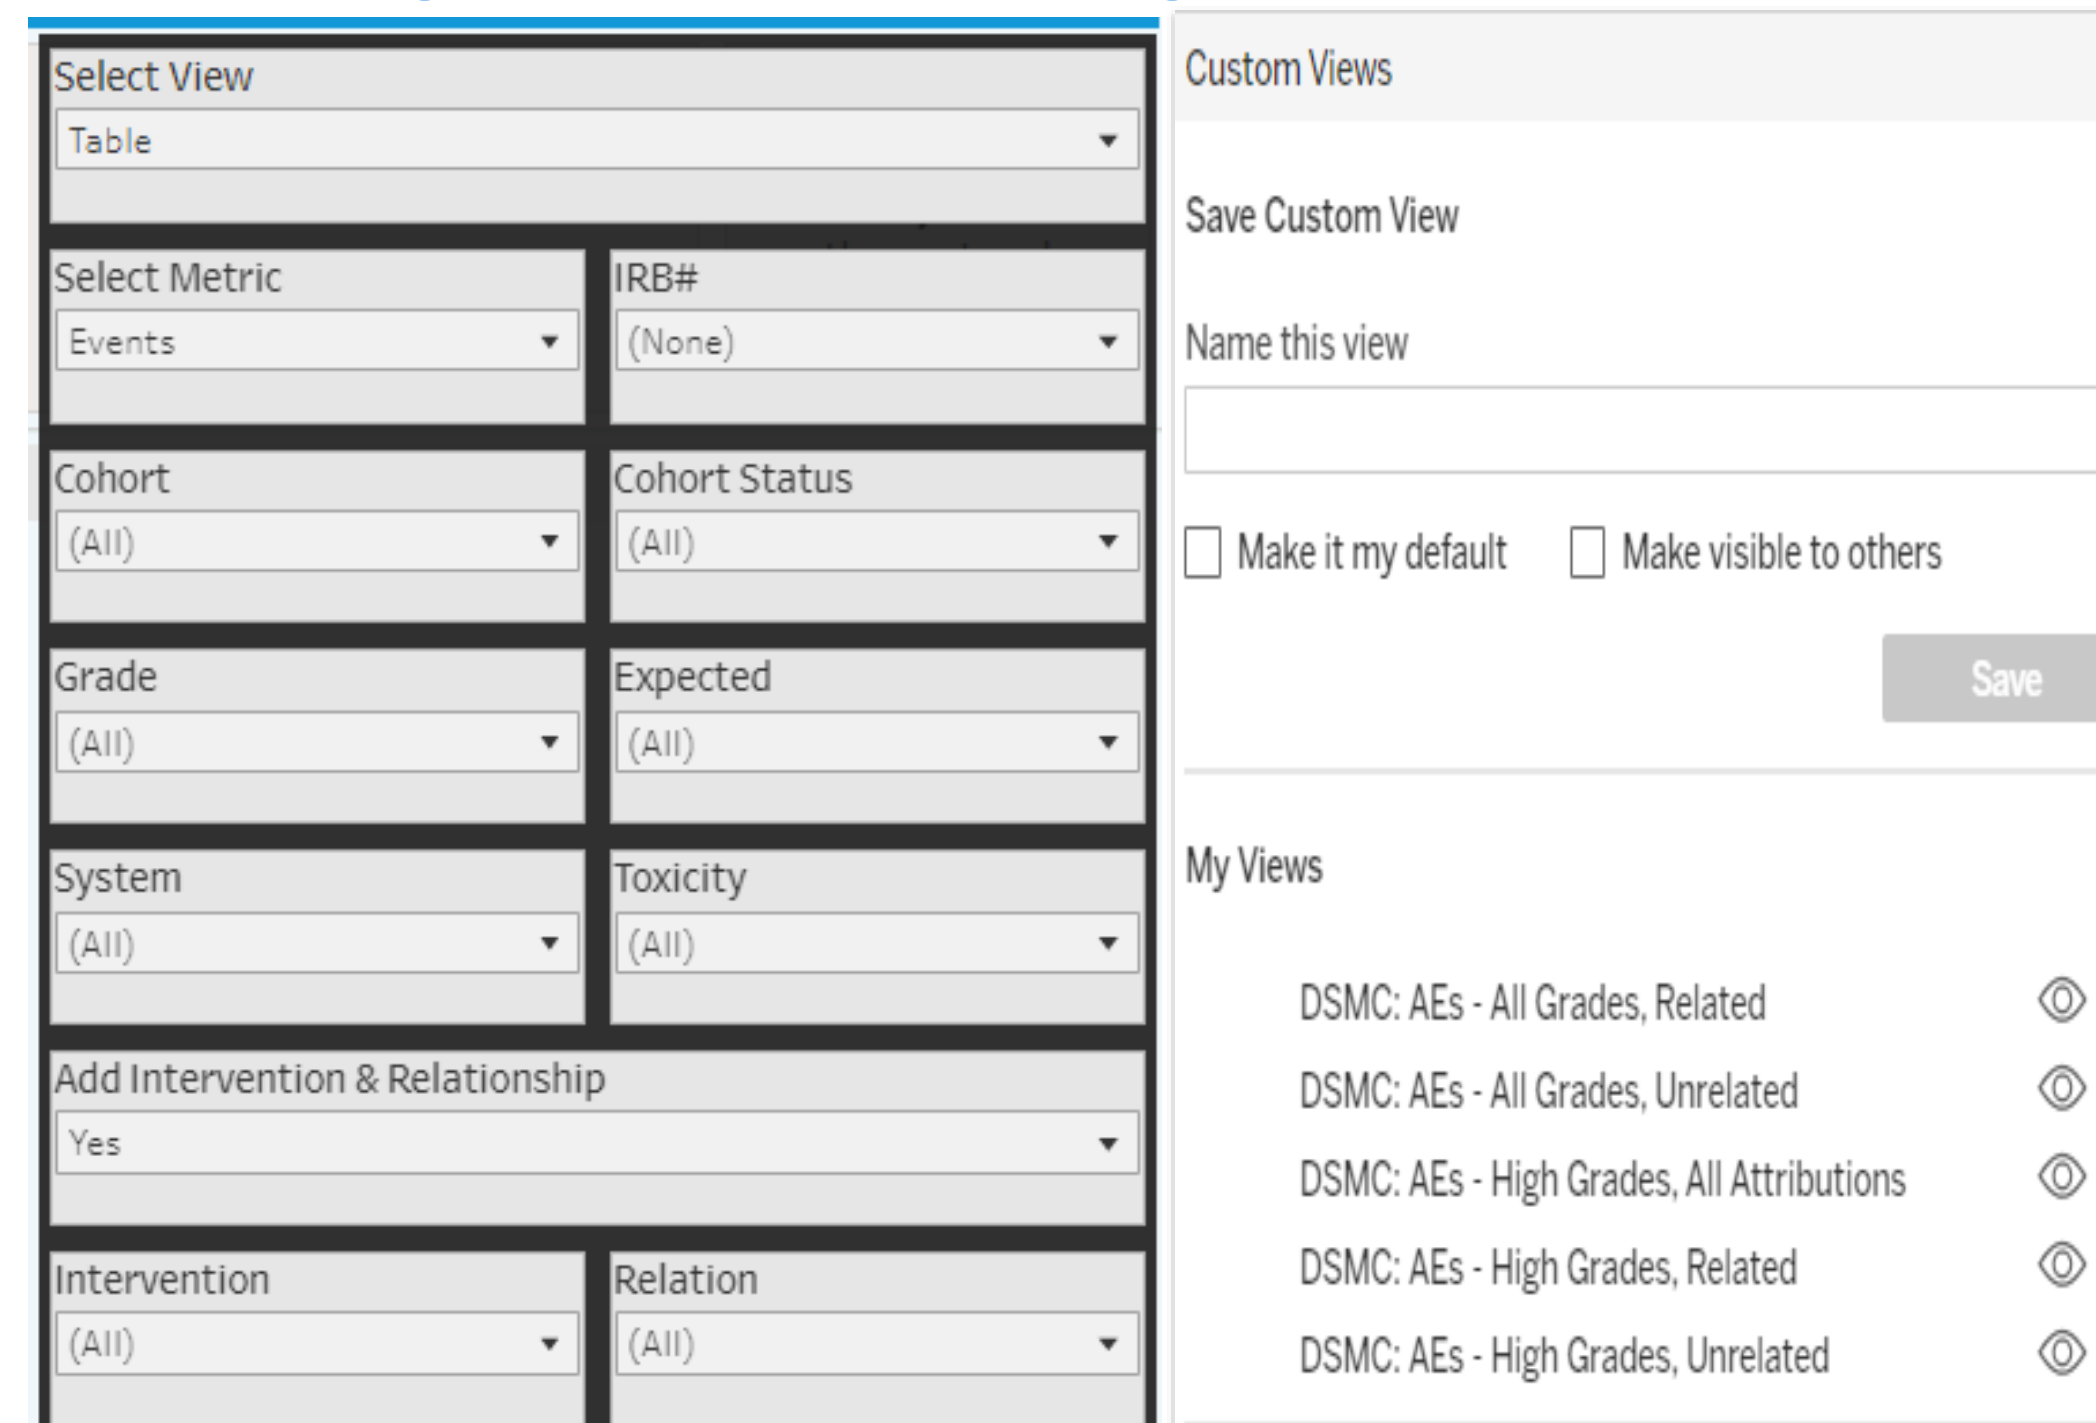 Select View
Table
Select Metric
IRB#
Events
(None)
Cohort
Cohort Status
(All)
(All)
Grade
Expected
(All)
(All)
System
Toxicity
(All)
(All)
Add Intervention & Relationship
Yes
Intervention
Relation
(All)
(All)
Custom Views
Save Custom View
Name this view
Make it my default
Make visible to others
Save
My Views
DSMC: AEs - All Grades, Related
DSMC: AEs - All Grades, Unrelated
DSMC: AEs - High Grades, All Attributions
DSMC: AEs - High Grades, Related
DSMC: AEs - High Grades, Unrelated